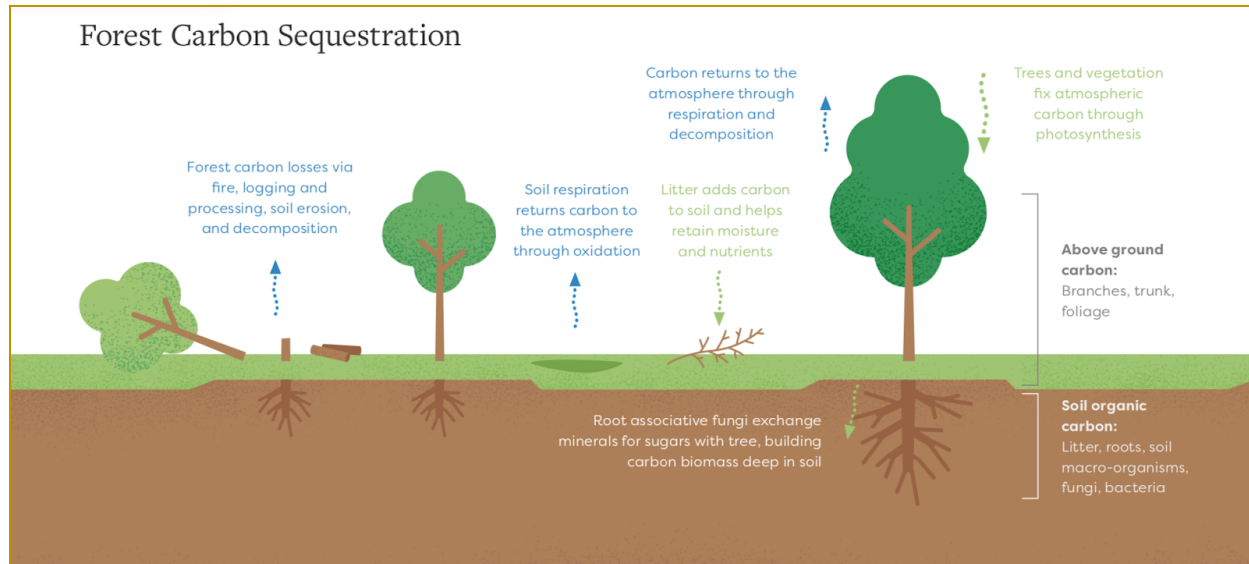 Forest Carbon Sequestration
Forest carbon losses via
fire, logging and
processing, soil erosion,
and decomposition
Soil respiration
returns carbon to
the atmosphere
through oxidation
Carbon returns to the
atmosphere through
respiration and
decomposition
Litter adds carbon
to soil and helps
retain moisture
and nutrients
Trees and vegetation
fix atmospheric
carbon through
photosynthesis
Above ground
carbon:
Branches, trunk,
foliage
Root associative fungi exchange
minerals for sugars with tree, building
carbon biomass deep in soil
Soil organic
carbon:
Litter, roots, soil
macro-organisms,
fungi, bacteria